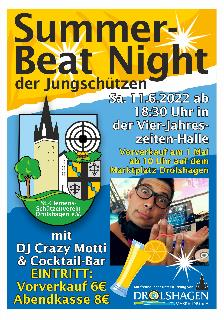 Summer-
Beat Night
der Jungschützen
Sa. 11.6.2022 ab
18:30 Uhr in
der Vier-Jahres-
zeiten-Halle
Vorverkauf am 1 Mai
ab 10 Uhr auf dem
Marktplatz Drolshagen
St.-Clemens-
Schützenverein
Drolshagen e.V.
mit
DJ Crazy Motti
& Cocktail-Bar
EINTRITT:
Vorverkauf 6€
Abendkasse 8€
DROLSHAGEN